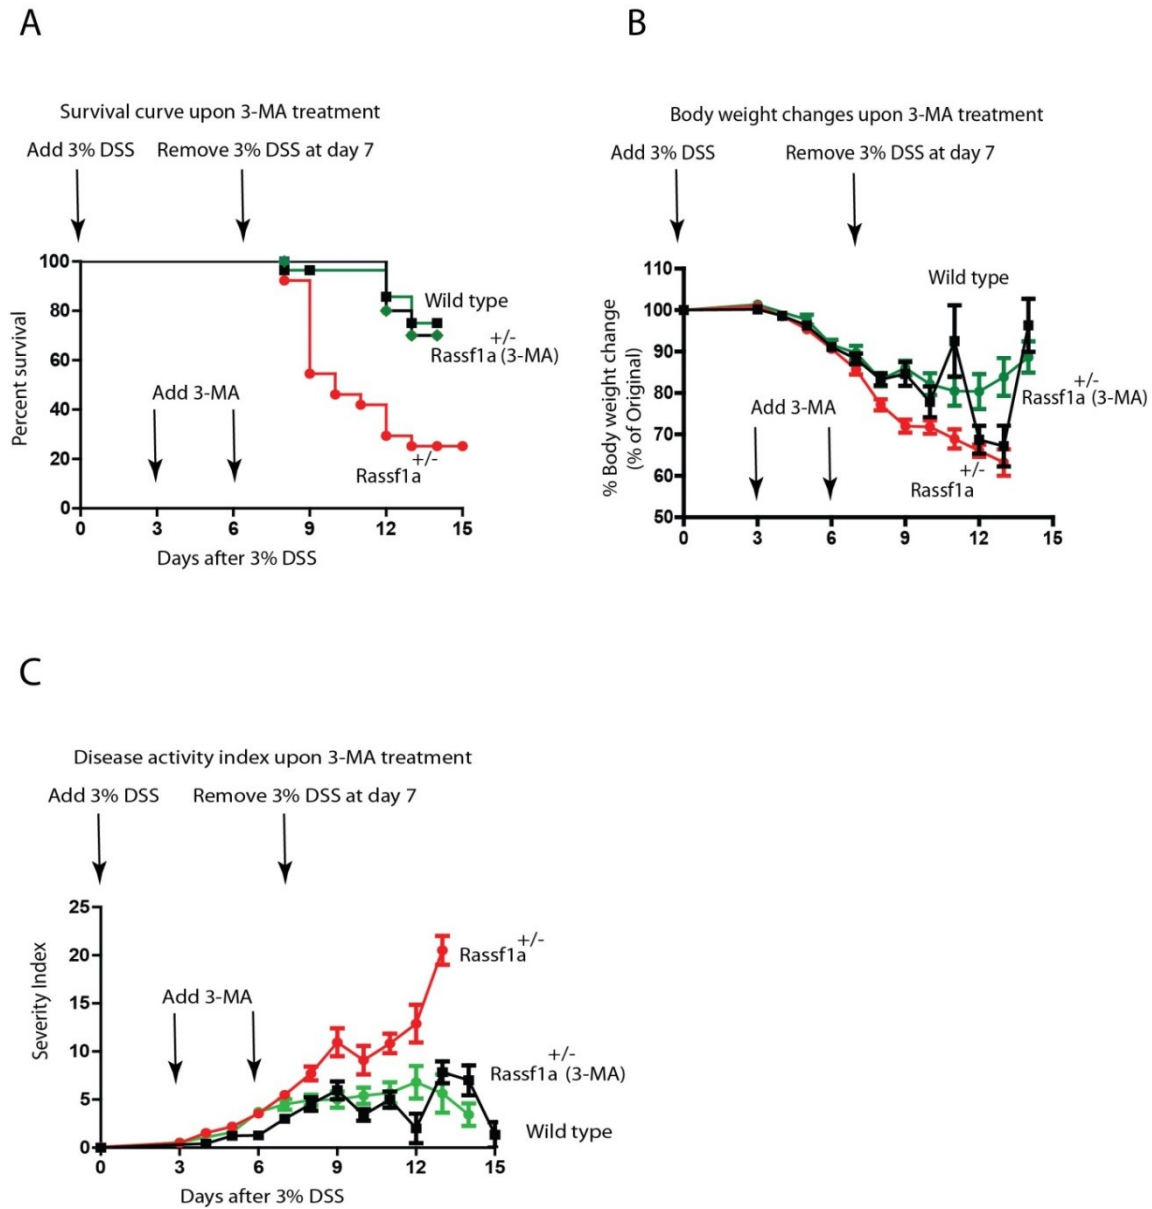 A
Survival curve upon 3-MA treatment
Add 3% DSS
Remove 3% DSS at day 7
Percent survival
100
80
60
40
20
0
Add 3-MA
Wild type
+/-
Rassf1a (3-MA)
+/-
Rassf1a
0 3 6 9 12 15
Days after 3% DSS
B
Body weight changes upon 3-MA treatment
Add 3% DSS
Remove 3% DSS at day 7
% Body weight change
(% of Original)
110
100
90
80
70
60
50
Add 3-MA
Wild type
+/-
Rassf1a (3-MA)
+/-
Rassf1a
0 3 6 9 12 15
C
Disease activity index upon 3-MA treatment
Add 3% DSS
Remove 3% DSS at day 7
Severity Index
25
20
15
10
5
0
Add 3-MA
+/-
Rassf1a
+/-
Rassf1a (3-MA)
Wild type
0 3 6 9 12 15
Days after 3% DSS